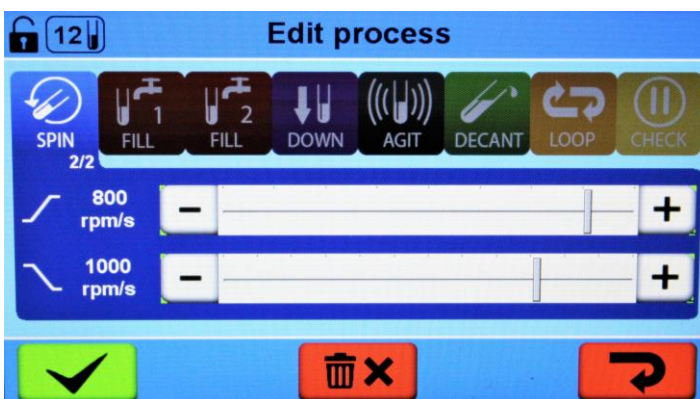 12 Edit process
1 2
SPIN FILL FILL DOWN AGIT DECANT LOOP CHECK
2/2
800
rpm/s
- +
1000
rpm/s
- +